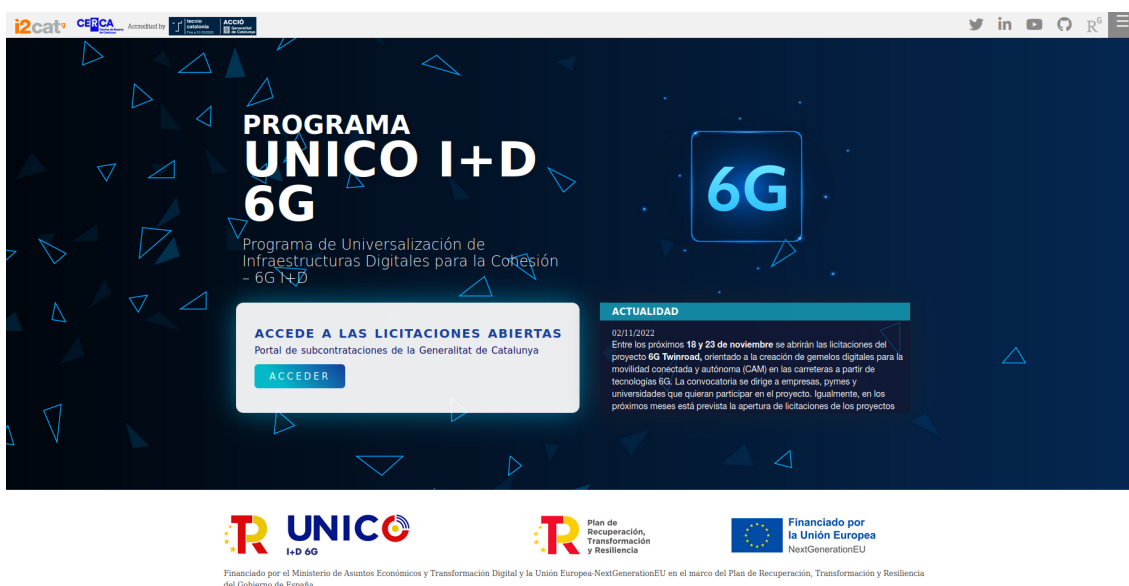 i2cat
CERCA
Accredited by
tecnio
catalonia
ACCIÓ
Generalitat
de Catalunya
in
RG
PROGRAMA
UNICO I+D
6G
6G
Programa de Universalización de
Infraestructuras Digitales para la Cohesión
– 6G I+D
ACCEDE A LAS LICITACIONES ABIERTAS
Portal de subcontrataciones de la Generalitat de Catalunya
ACCEDER
ACTUALIDAD
02/11/2022
Entre los próximos 18 y 23 de noviembre se abrirán las licitaciones del
proyecto 6G Twinroad, orientado a la creación de gemelos digitales para la
movilidad conectada y autónoma (CAM) en las carreteras a partir de
tecnologías 6G. La convocatoria se dirige a empresas, pymes y
universidades que quieran participar en el proyecto. Igualmente, en los
próximos meses está prevista la apertura de licitaciones de los proyectos
UNICO
I+D 6G
Plan de
Recuperación,
Transformación
y Resiliencia
Financiado por
la Unión Europea
NextGenerationEU
Financiado por el Ministerio de Asuntos Económicos y Transformación Digital y la Unión Europea-NextGenerationEU en el marco del Plan de Recuperación, Transformación y Resiliencia
del Gobierno de España